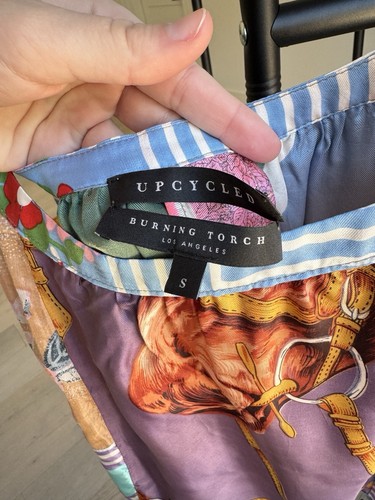 UPCYCLED
BURNING TORCH
LOS ANGELES
S